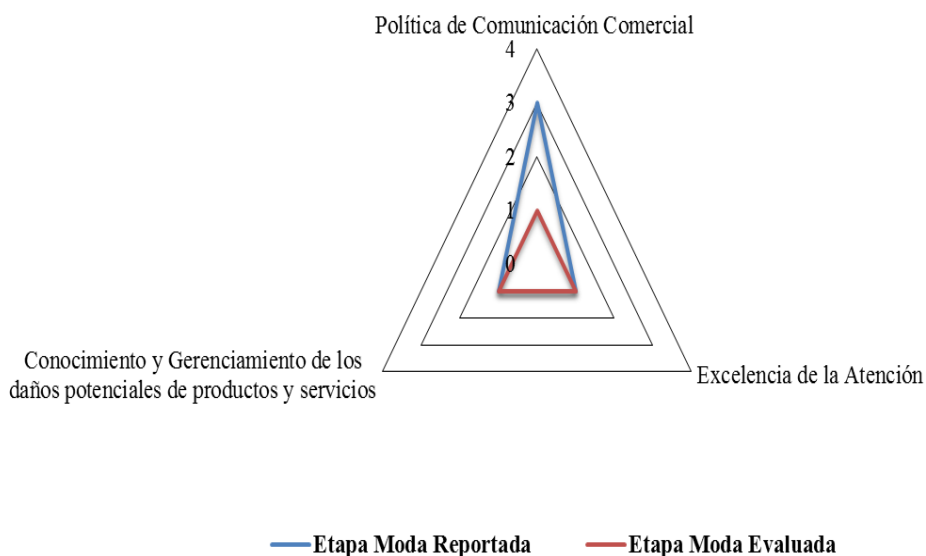 Política de Comunicación Comercial
4
3
2
1
0
Conocimiento y Gerenciamiento de los
daños potenciales de productos y servicios
Excelencia de la Atención
Etapa Moda Reportada
Etapa Moda Evaluada